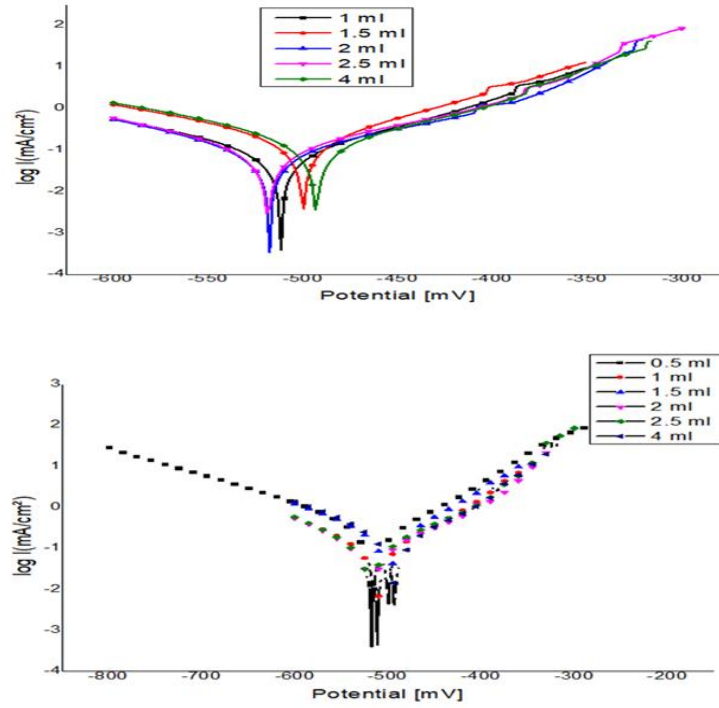 1 ml
1.5 ml
2 ml
2.5 ml
4 ml
2
1
0
-1
-2
-3
-4
log I(mA/cm²)
-600
-550
-500
-450
-400
-350
-300
Potential [mV]
0.5 ml
1 ml
1.5 ml
2 ml
2.5 ml
4 ml
3
2
1
0
-1
-2
-3
-4
log I(mA/cm²)
-800
-700
-600
-500
-400
-300
-200
Potential [mV]